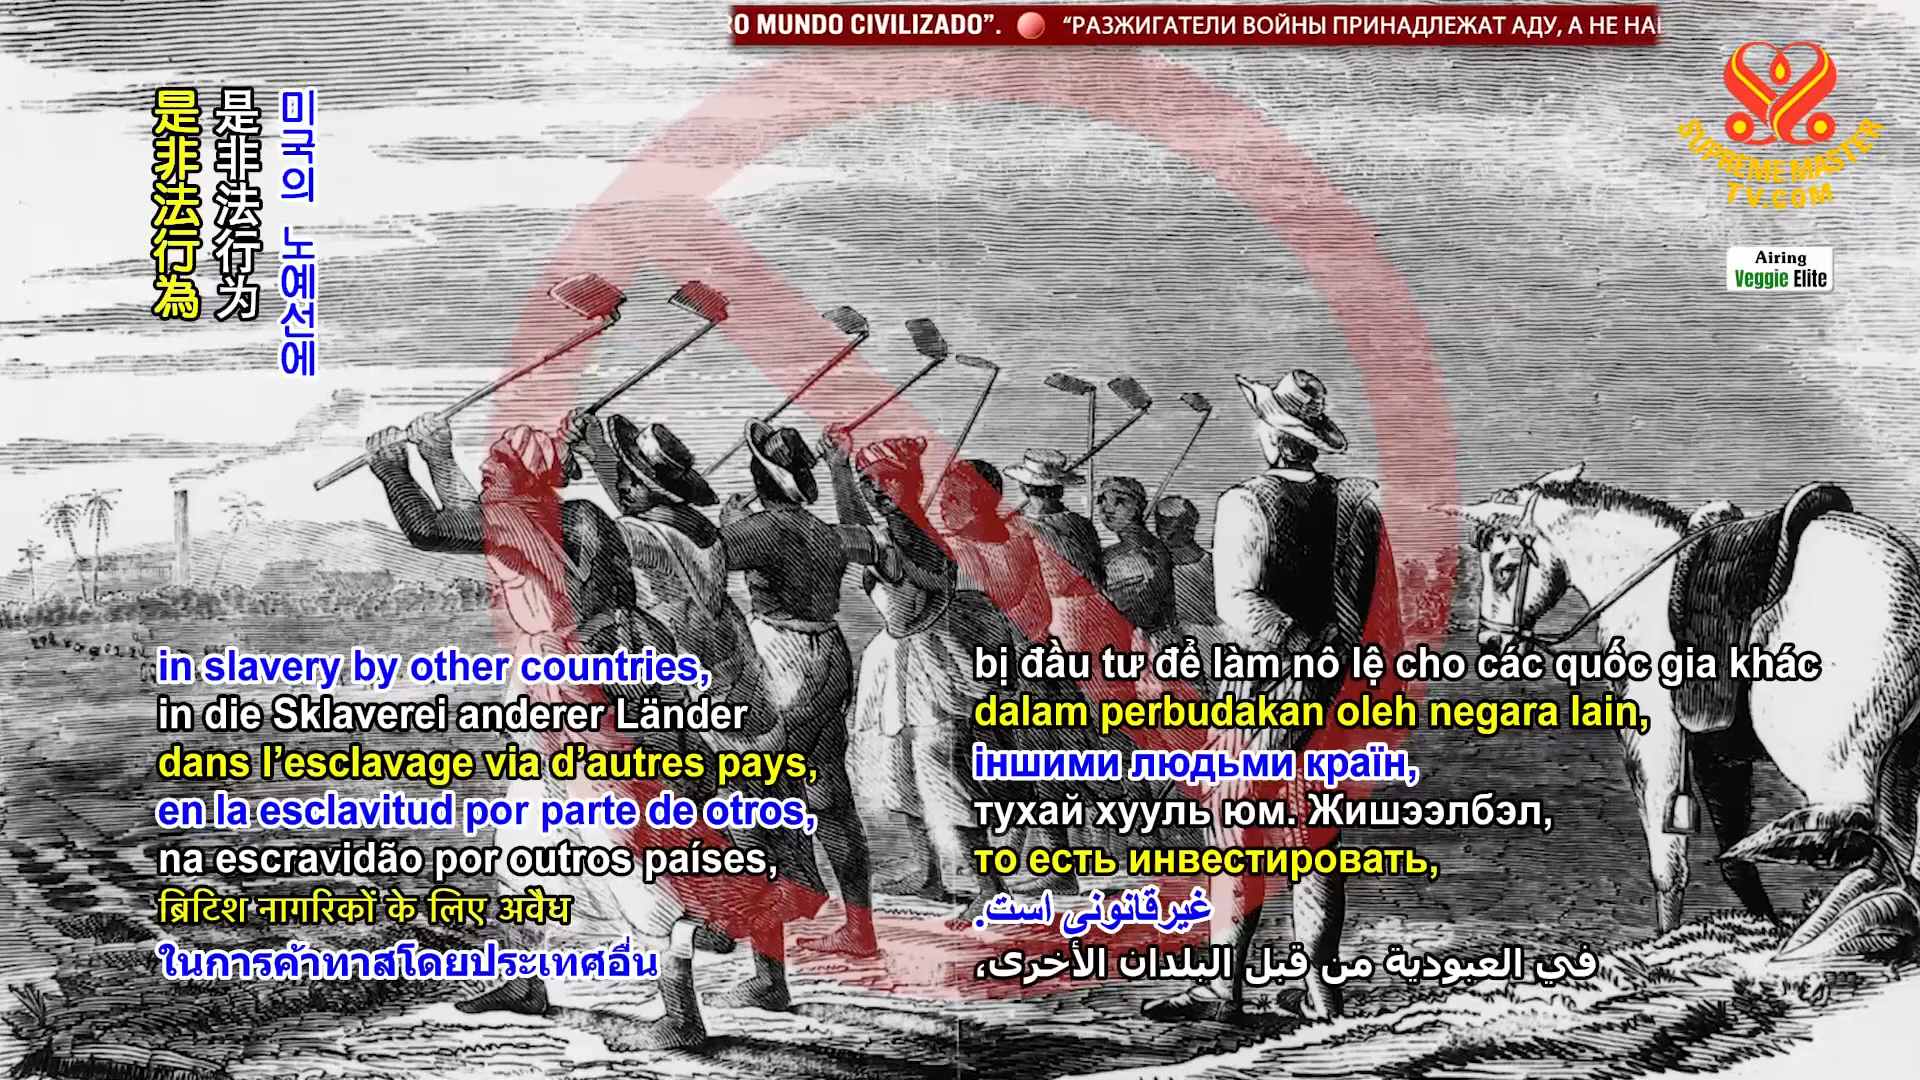 O MUNDO CIVILIZADO”. “РАЗЖИГАТЕЛИ ВОЙНЫ ПРИНАДЛЕЖАТ АДУ, А НЕ
SUPREME MASTER
TV.COM
Airing
Veggie Elite
미국의 노예선에
是非法行为
是非法行為
in slavery by other countries,
in die Sklaverei anderer Länder
dans l’esclavage via d’autres pays,
en la esclavitud por parte de otros,
na escravidão por outros países,
ब्रिटिश नागरिकों के लिए अवैध
ในการค้าทาสโดยประเทศอื่น
bị đầu tư để làm nô lệ cho các quốc gia khác
dalam perbudakan oleh negara lain,
іншими людьми країн,
тухай хууль юм. Жишээлбэл,
то есть инвестировать,
غیرقانونی است.
في العبودية من قبل البلدان الأخرى،